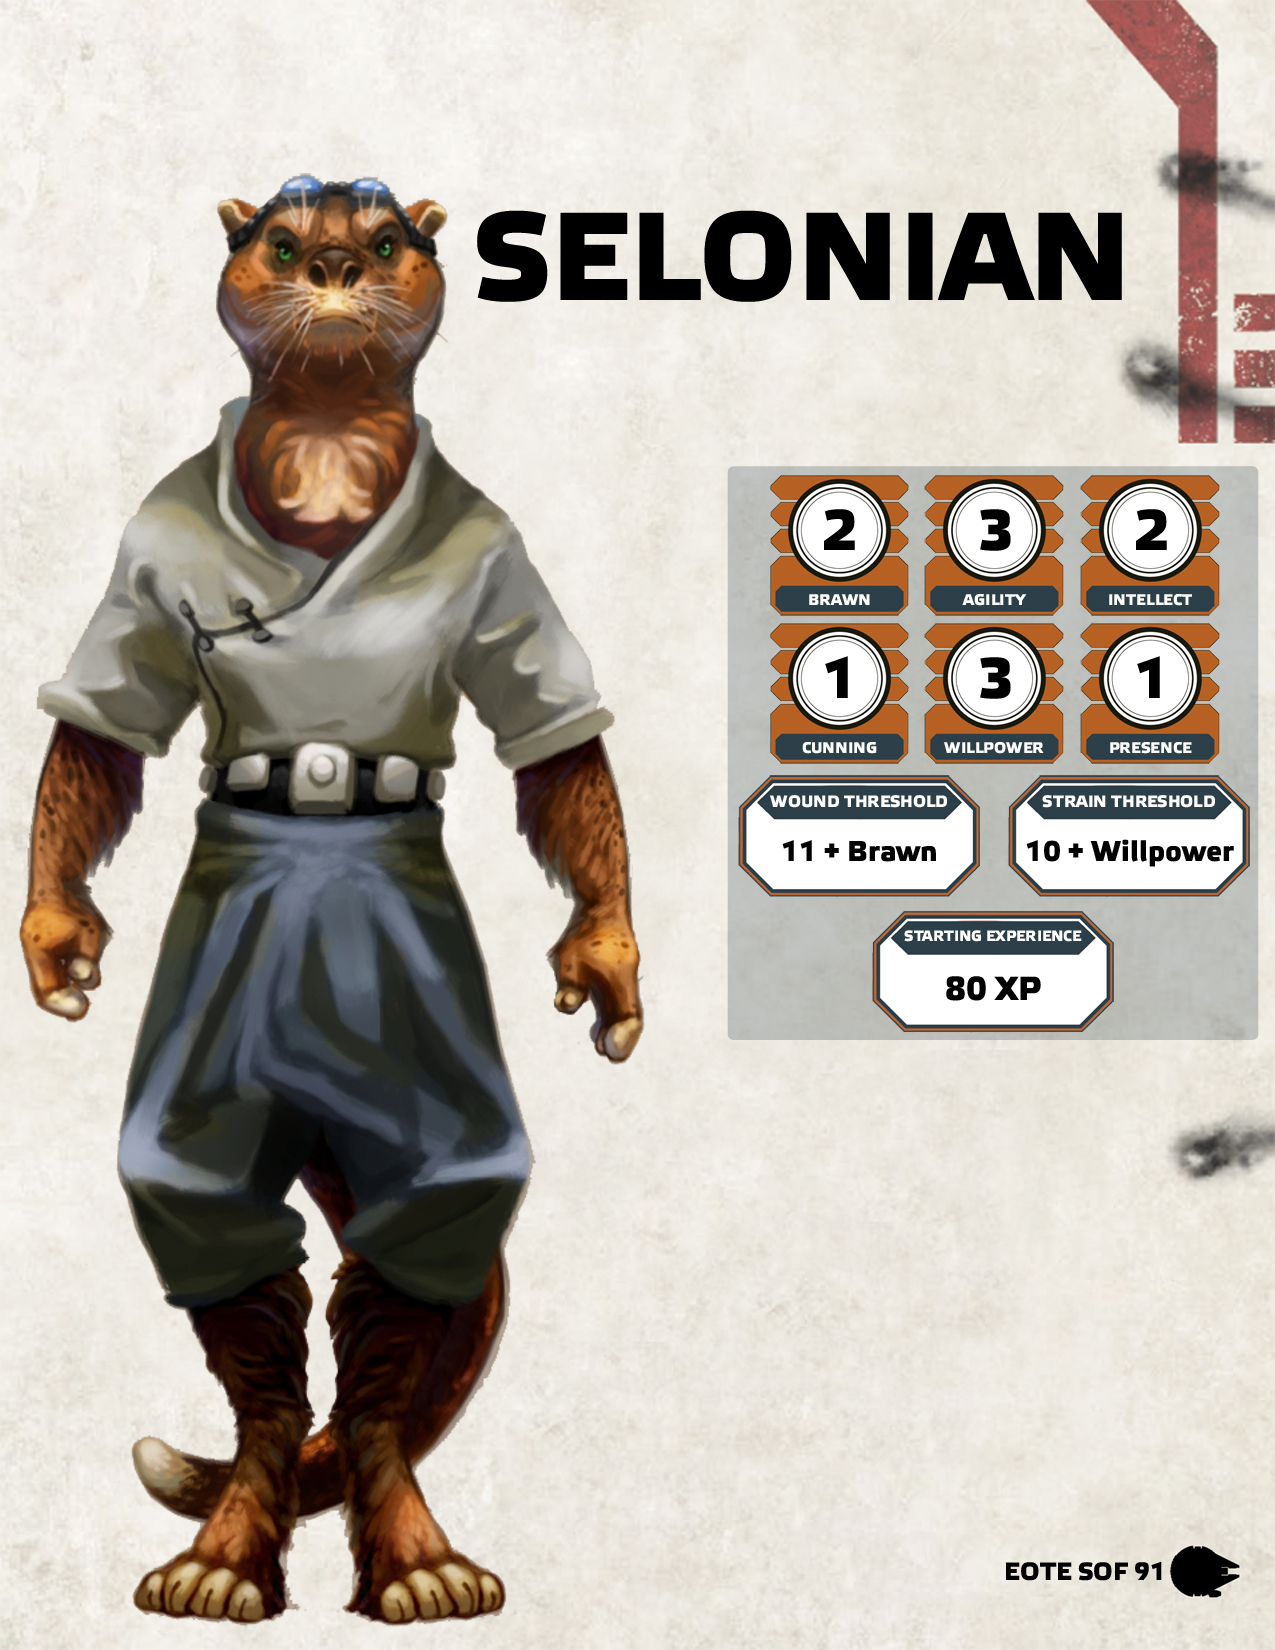 SELONIAN
2 3 2
BRAWN AGILITY INTELLECT
1 3 1
CUNNING WILLPOWER PRESENCE
WOUND THRESHOLD STRAIN THRESHOLD
11 + Brawn 10 + Willpower
STARTING EXPERIENCE
80 XP
EOTE SOF 91